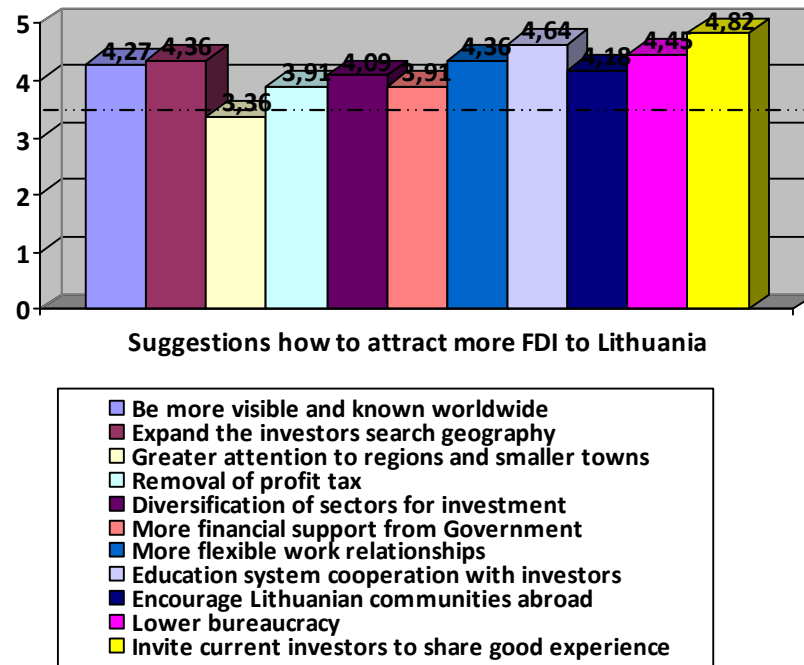 5
4
3
2
1
0
4,27
4,36
3,36
3,91
4,09
3,91
4,36
4,64
4,18
4,45
4,82
Suggestions how to attract more FDI to Lithuania
Be more visible and known worldwide
Expand the investors search geography
Greater attention to regions and smaller towns
Removal of profit tax
Diversification of sectors for investment
More financial support from Government
More flexible work relationships
Education system cooperation with investors
Encourage Lithuanian communities abroad
Lower bureaucracy
Invite current investors to share good experience